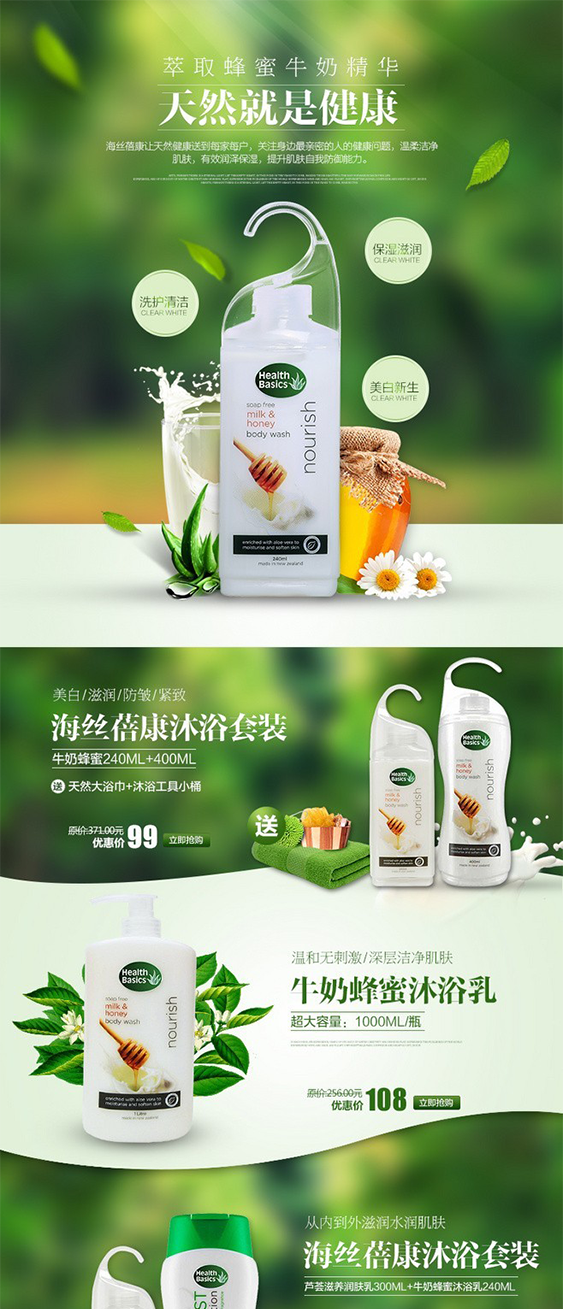 萃取蜂蜜牛奶精华
天然就是健康
海丝蓓康让天然健康送到每家每户，关注身边最亲密的人的健康问题，温柔洁净
肌肤，有效润泽保湿，提升肌肤自我防御能力。
保湿滋润
CLEAR WHITE
洗护清洁
CLEAR WHITE
美白新生
CLEAR WHITE
Health
Basics
soap free
milk &
honey
body wash
nourish
enriched with aloe vera to
moisturise and soften skin
240ml
made in new zealand
美白/滋润/防皱/紧致
海丝蓓康沐浴套装
牛奶蜂蜜240ML+400ML
送 天然大浴巾+沐浴工具小桶
原价:371.00元
优惠价 99 立即抢购
送
Health
Basics
soap free
milk &
honey
body wash
nourish
Health
Basics
soap free
milk &
honey
body wash
nourish
温和无刺激/深层洁净肌肤
牛奶蜂蜜沐浴乳
超大容量：1000ML/瓶
原价:256.00元
优惠价 108 立即抢购
Health
Basics
soap free
milk &
honey
body wash
nourish
enriched with aloe vera to
moisturise and soften skin
1 Litre
从内到外滋润水润肌肤
海丝蓓康沐浴套装
芦荟滋养润肤乳300ML+牛奶蜂蜜沐浴乳240ML
Health
Basics